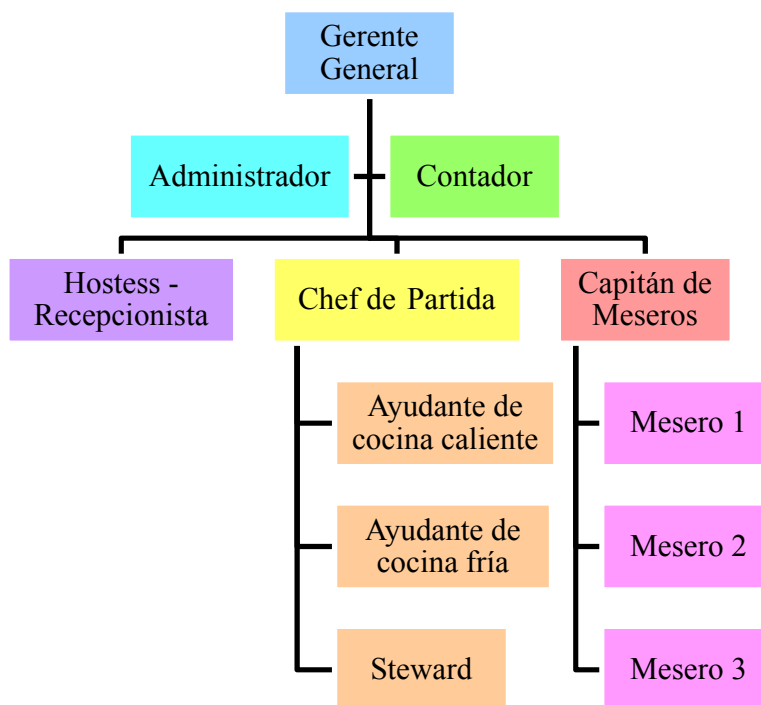 Gerente
General
Administrador
Contador
Hostess -
Recepcionista
Chef de Partida
Capitán de
Meseros
Ayudante de
cocina caliente
Mesero 1
Ayudante de
cocina fría
Mesero 2
Steward
Mesero 3